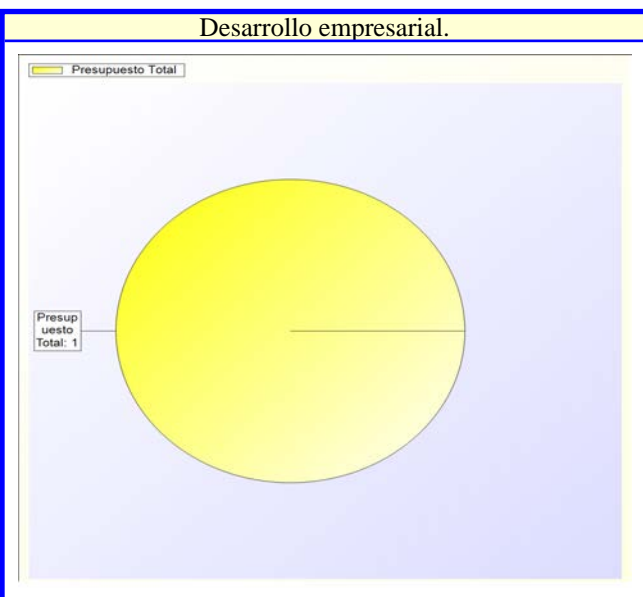 Desarrollo empresarial.
Presupuesto Total
Presup
uesto
Total: 1